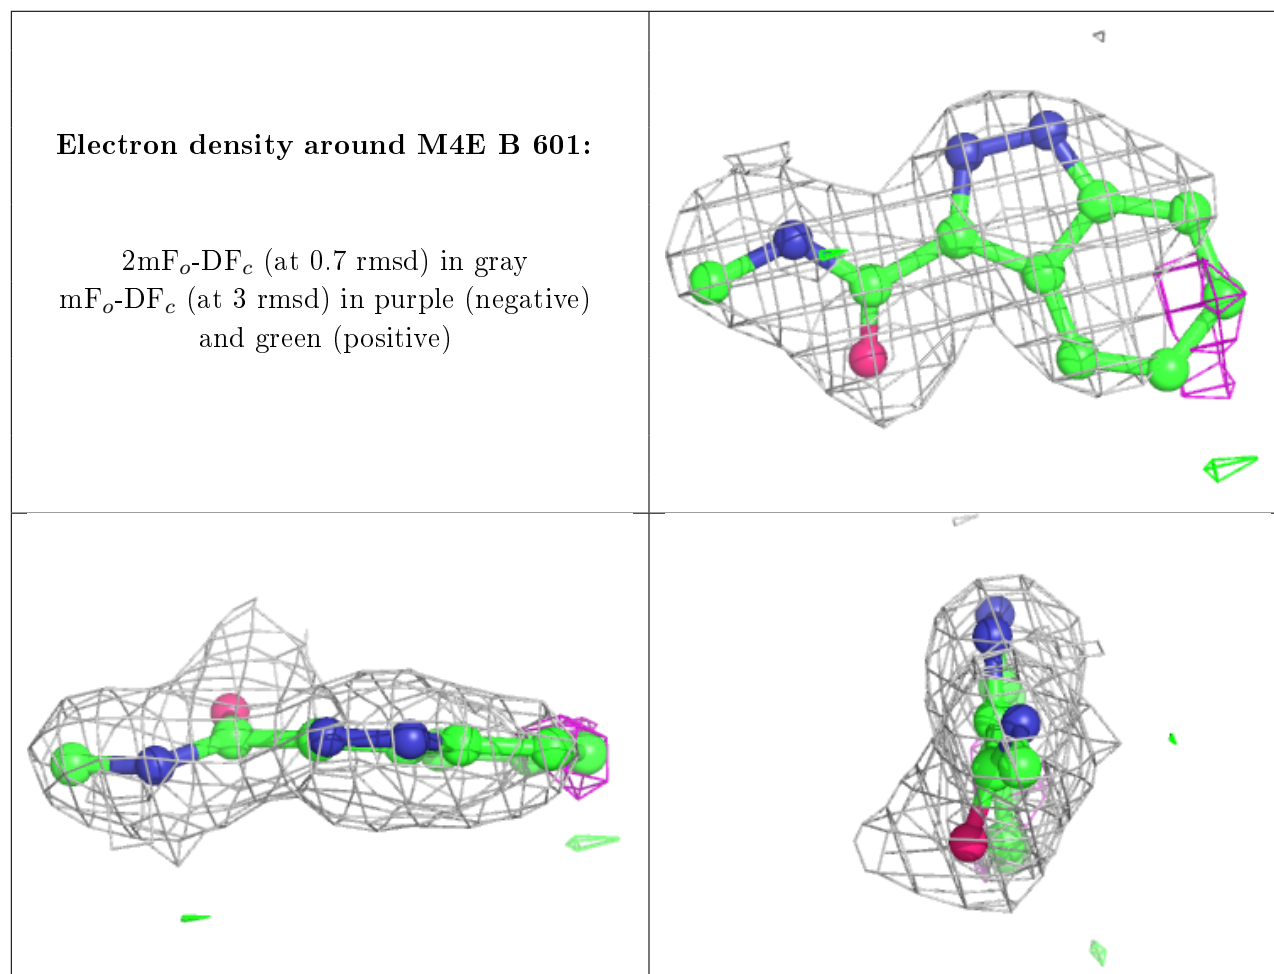 Electron density around M4E B 601:
2mFo-DFc (at 0.7 rmsd) in gray
mFo-DFc (at 3 rmsd) in purple (negative)
and green (positive)